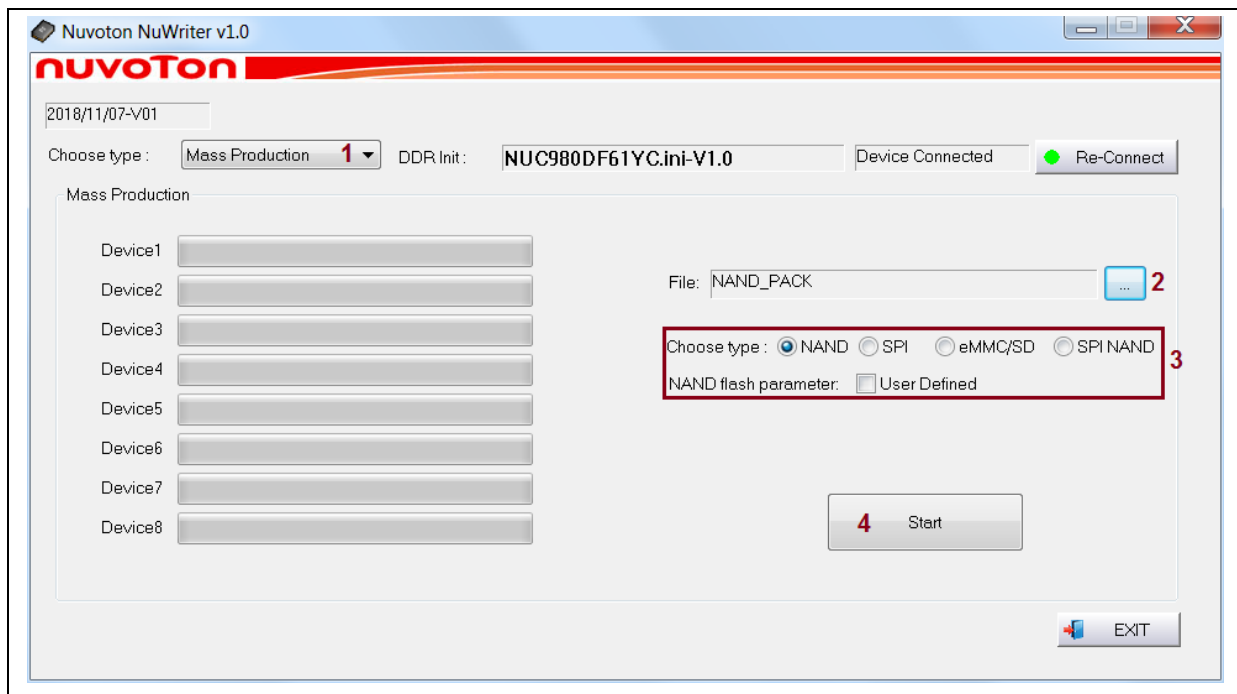 Nuvoton NuWriter v1.0
nuvoTon
2018/11/07-V01
Choose type : Mass Production 1 DDR Init : NUC980DF61YC.ini-V1.0 Device Connected Re-Connect
Mass Production
Device1
Device2
Device3
Device4
Device5
Device6
Device7
Device8
File: NAND_PACK ... 2
Choose type : NAND SPI eMMC/SD SPI NAND 3
NAND flash parameter: User Defined
4 Start
EXIT